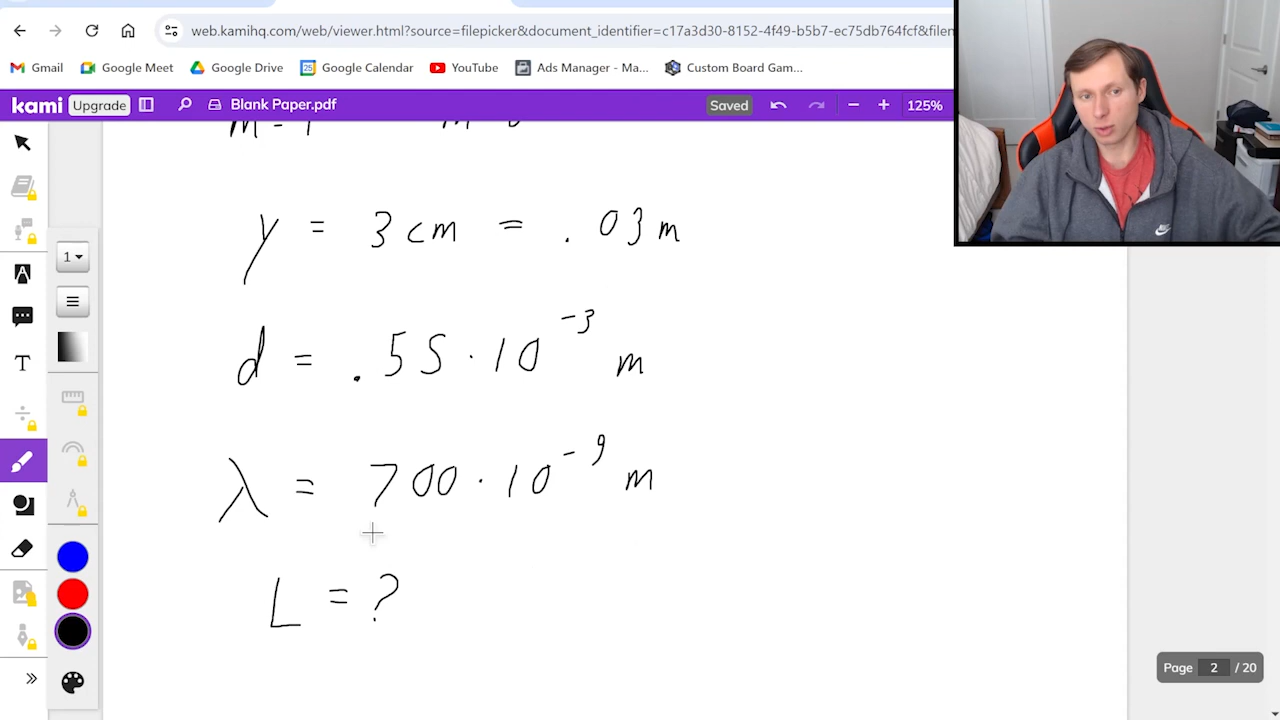 web.kamihq.com/web/viewer.html?source=filepicker&document_identifier=c17a3d30-8152-4f49-b5b7-ec75db764fcf&filen
Gmail Google Meet Google Drive 25 Google Calendar YouTube Ads Manager - Ma... Custom Board Gam...
kami Upgrade Blank Paper.pdf Saved 125%
y = 3 cm = .03 m
1
d = .55 · 10^-3 m
T
λ = 700 · 10^-9 m
L = ?
Page 2 / 20